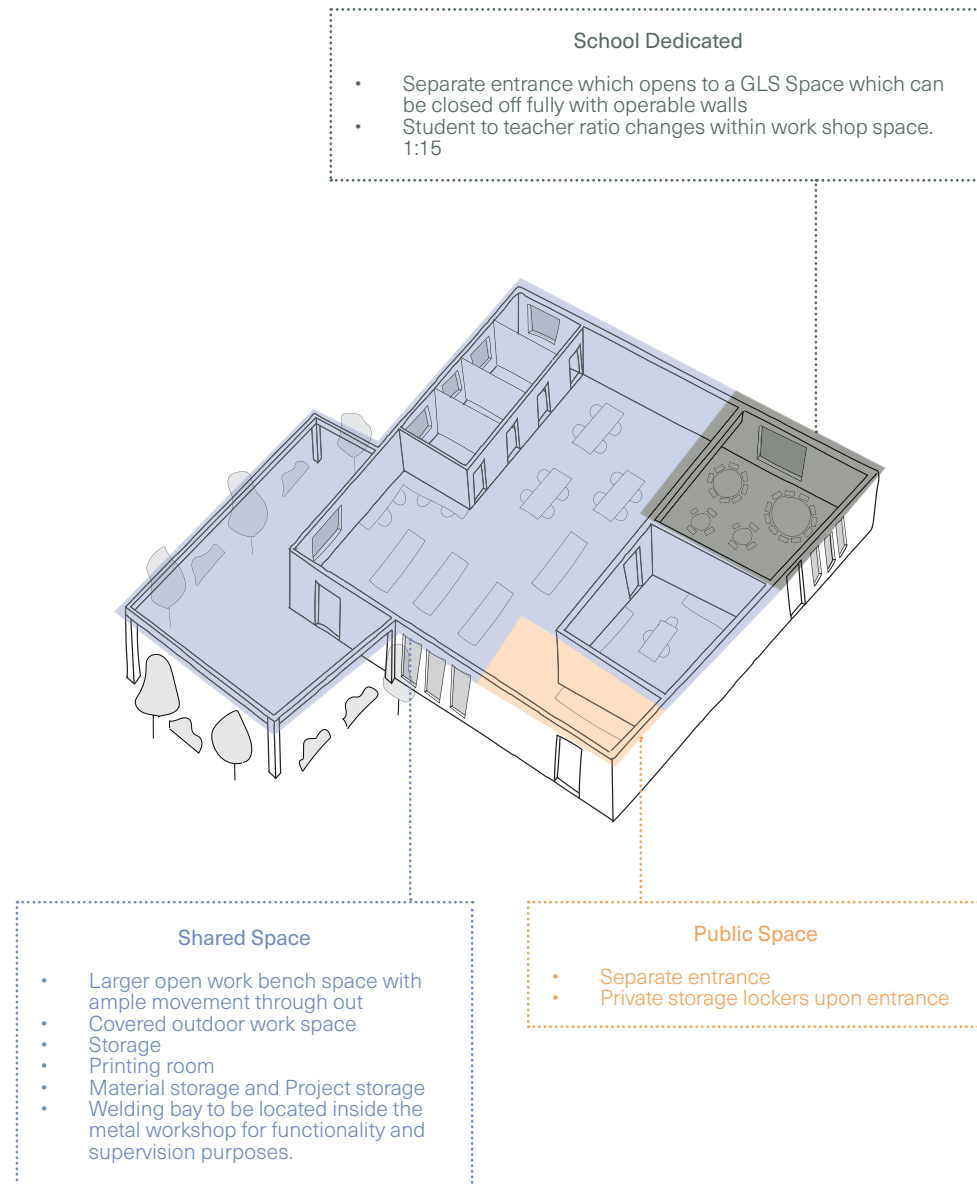 School Dedicated
• Separate entrance which opens to a GLS Space which can
be closed off fully with operable walls
• Student to teacher ratio changes within work shop space.
1:15
Shared Space
• Larger open work bench space with
ample movement through out
• Covered outdoor work space
• Storage
• Printing room
• Material storage and Project storage
• Welding bay to be located inside the
metal workshop for functionality and
supervision purposes.
Public Space
• Separate entrance
• Private storage lockers upon entrance